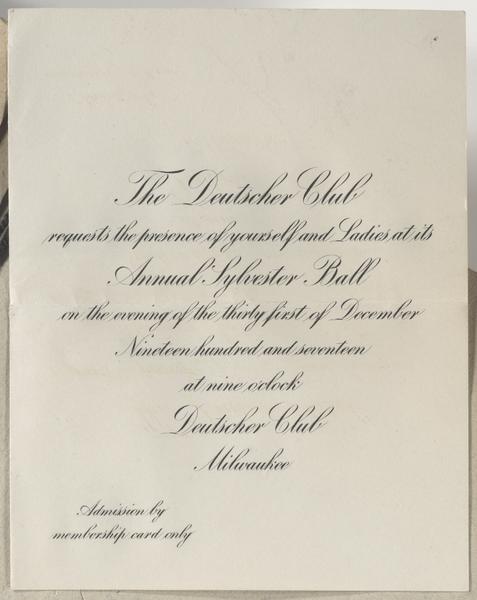 The Deutscher Club
requests the presence of yourself and Ladies, at its
Annual Sylvester Ball
on the evening of the thirty first of December
Nineteen hundred and seventeen
at nine o'clock
Deutscher Club
Milwaukee
Admission by
membership card only